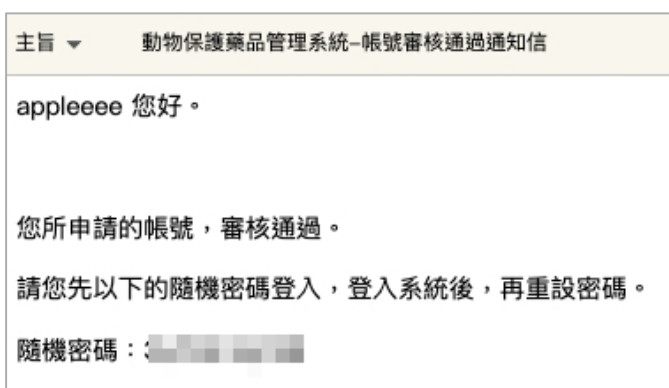 主旨
動物保護藥品管理系統–帳號審核通過通知信
appleeee 您好。
您所申請的帳號,審核通過。
請您先以下的隨機密碼登入,登入系統後,再重設密碼。
隨機密碼: